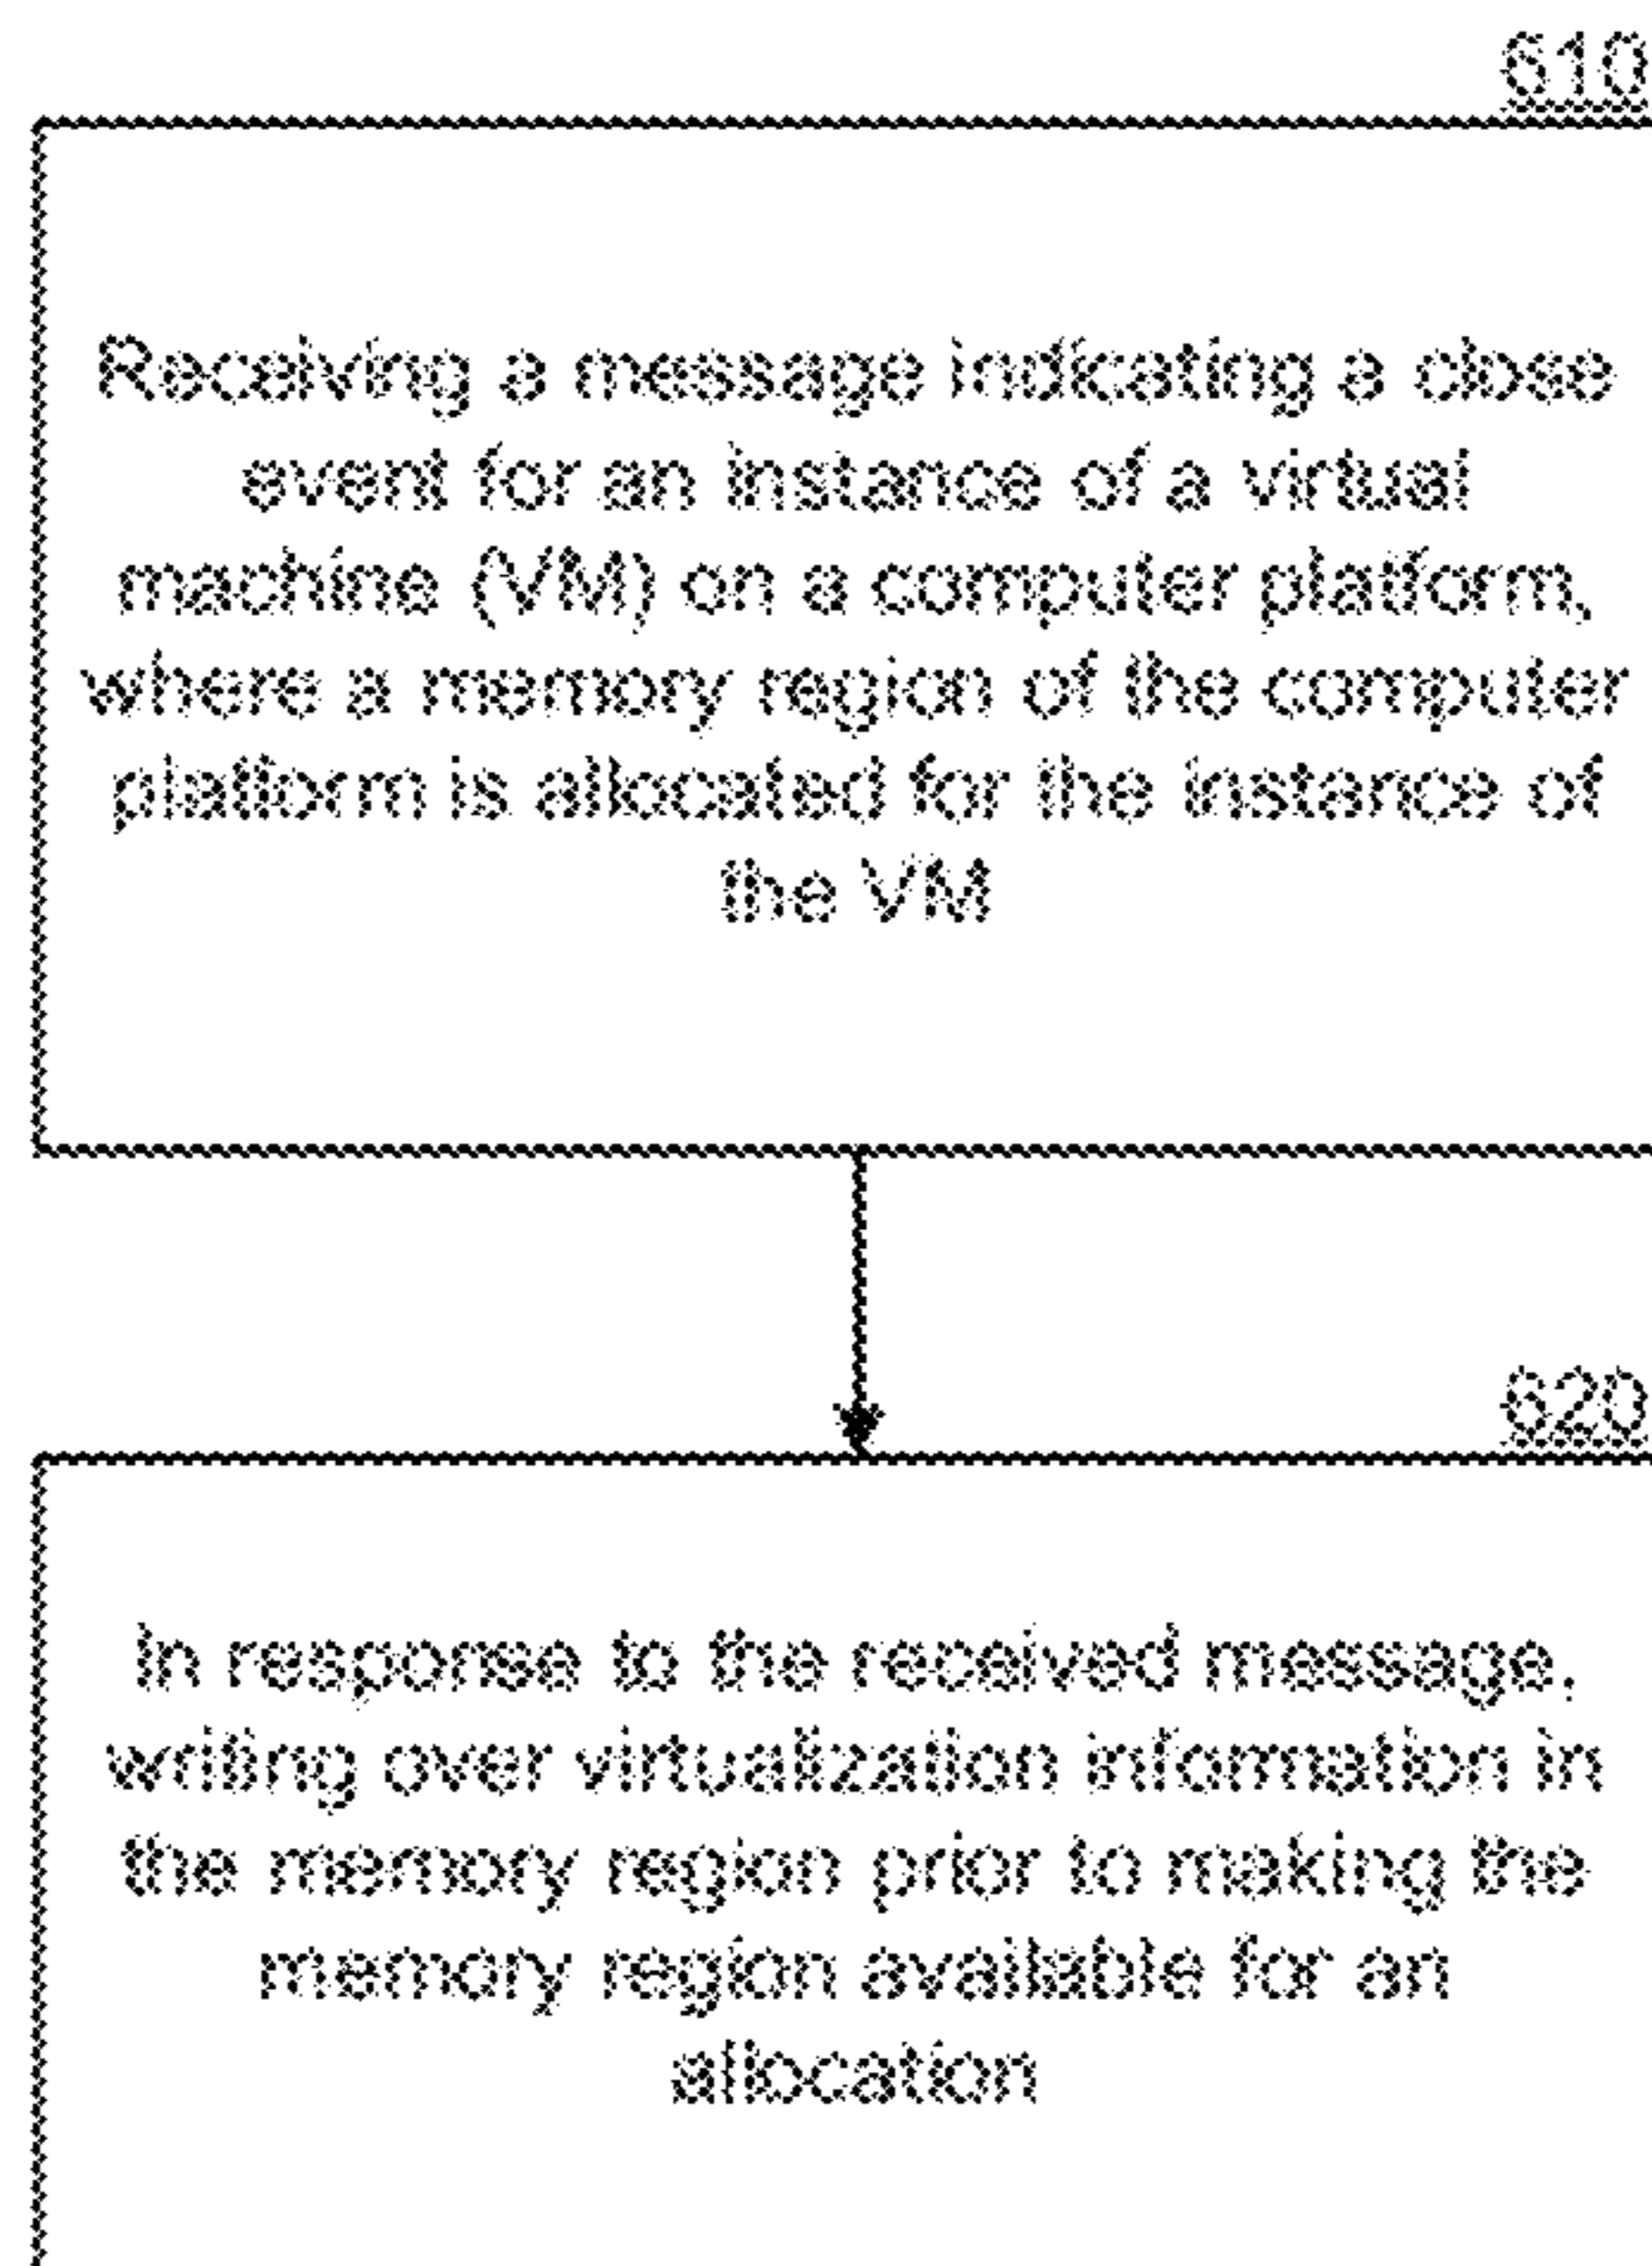 610
Receiving a message indicating a close
event for an instance of a virtual
machine (VM) on a computer platform,
where a memory region of the computer
platform is allocated for the instance of
the VM
620
In response to the received message,
writing over virtualization information in
the memory region prior to making the
memory region available for an
allocation